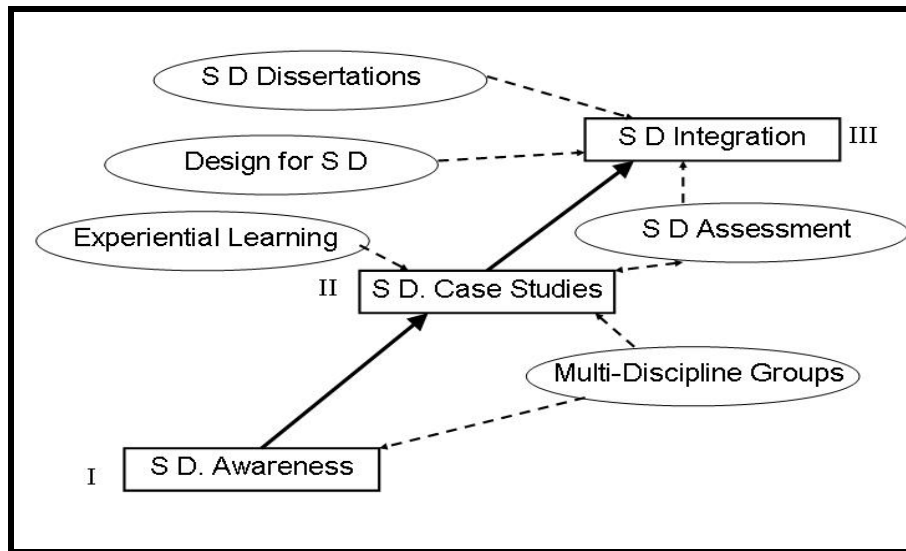 S D Dissertations
S D Integration
III
Design for S D
S D Assessment
Experiential Learning
II
S D. Case Studies
Multi-Discipline Groups
I
S D. Awareness